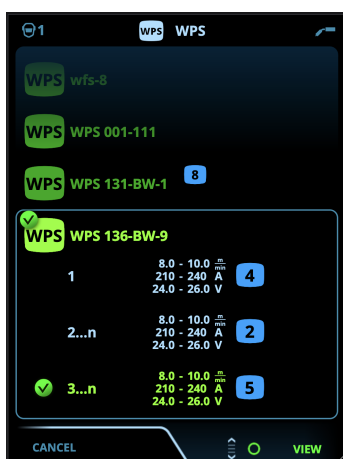 1 WPS WPS
WPS wfs-8
WPS WPS 001-111
WPS WPS 131-BW-1 8
WPS WPS 136-BW-9
8.0 - 10.0 m/min
1 210 - 240 A 4
24.0 - 26.0 V
8.0 - 10.0 m/min
2...n 210 - 240 A 2
24.0 - 26.0 V
8.0 - 10.0 m/min
3...n 210 - 240 A 5
24.0 - 26.0 V
CANCEL VIEW